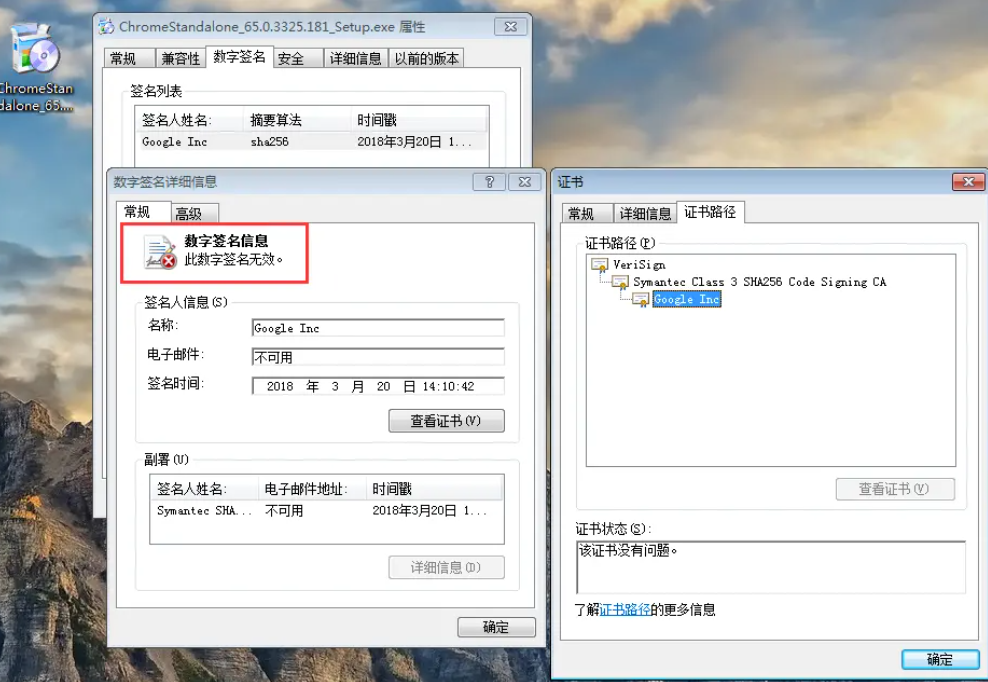 ChromeStandalone_65.0.3325.181_Setup.exe 属性
常规 兼容性 数字签名 安全 详细信息 以前的版本
签名列表
签名人姓名: 摘要算法 时间戳
Google Inc sha256 2018年3月20日 1...
ChromeStan
dalone_65....
数字签名详细信息
常规 高级
数字签名信息
此数字签名无效。
签名人信息(S)
名称: Google Inc
电子邮件: 不可用
签名时间: 2018 年 3 月 20 日 14:10:42
查看证书(V)
副署(U)
签名人姓名: 电子邮件地址: 时间戳
Symantec SHA... 不可用 2018年3月20日 1...
详细信息(D)
确定
证书
常规 详细信息 证书路径
证书路径(P)
VeriSign
Symantec Class 3 SHA256 Code Signing CA
Google Inc
查看证书(V)
证书状态(S):
该证书没有问题。
了解证书路径的更多信息
确定